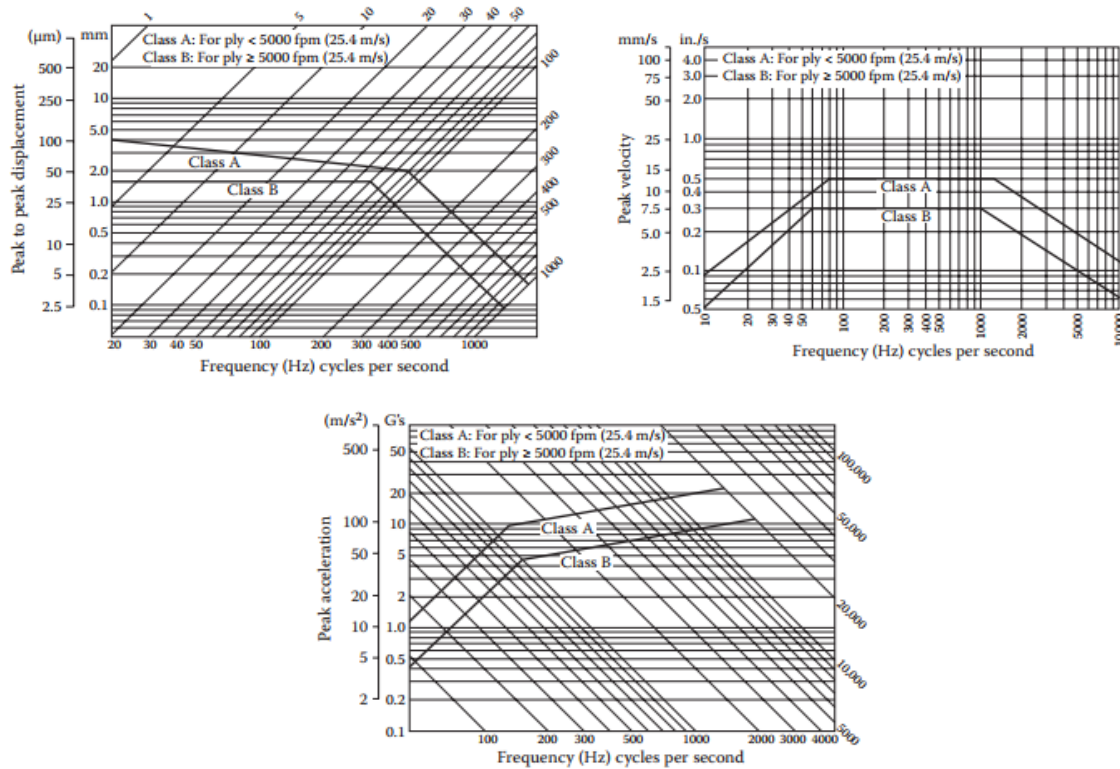 1 5 10 20 30 40 50
(μm) mm
Class A: For ply < 5000 fpm (25.4 m/s)
Class B: For ply ≥ 5000 fpm (25.4 m/s)
500 250 100 50 25 10 5 2.5
20 10 5.0 2.0 1.0 0.5 0.2 0.1
Peak to peak displacement
Class A
Class B
100 200 300 400 500 1000
20 30 40 50 100 200 300 400 500 1000
Frequency (Hz) cycles per second
mm/s in./s
Class A: For ply < 5000 fpm (25.4 m/s)
Class B: For ply ≥ 5000 fpm (25.4 m/s)
100 75 50 25 15 10 7.5 5.0 2.5 1.5
4.0 3.0 2.0 1.0 0.5 0.4 0.3 0.2 0.1 0.5
Peak velocity
Class A
Class B
10 20 30 40 50 100 200 300 400 500 1000 2000 5000
Frequency (Hz) cycles per second
(m/s²) G's
Class A: For ply < 5000 fpm (25.4 m/s)
Class B: For ply ≥ 5000 fpm (25.4 m/s)
500 100 50 20 10 5 2
50 20 10 5 2 1.0 0.5 0.2 0.1
Peak acceleration
Class A
Class B
100,000 50,000 20,000 10,000 5000
100 200 300 500 1000 2000 3000 4000
Frequency (Hz) cycles per second